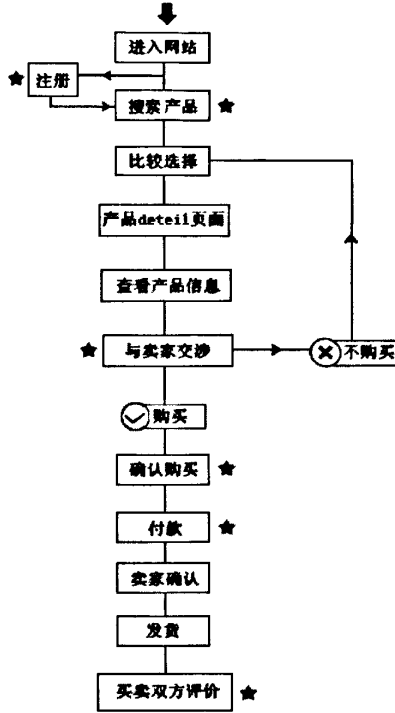 进入网站
注册
搜索产品
比较选择
产品deteil页面
查看产品信息
与卖家交涉
不购买
购买
确认购买
付款
卖家确认
发货
买卖双方评价